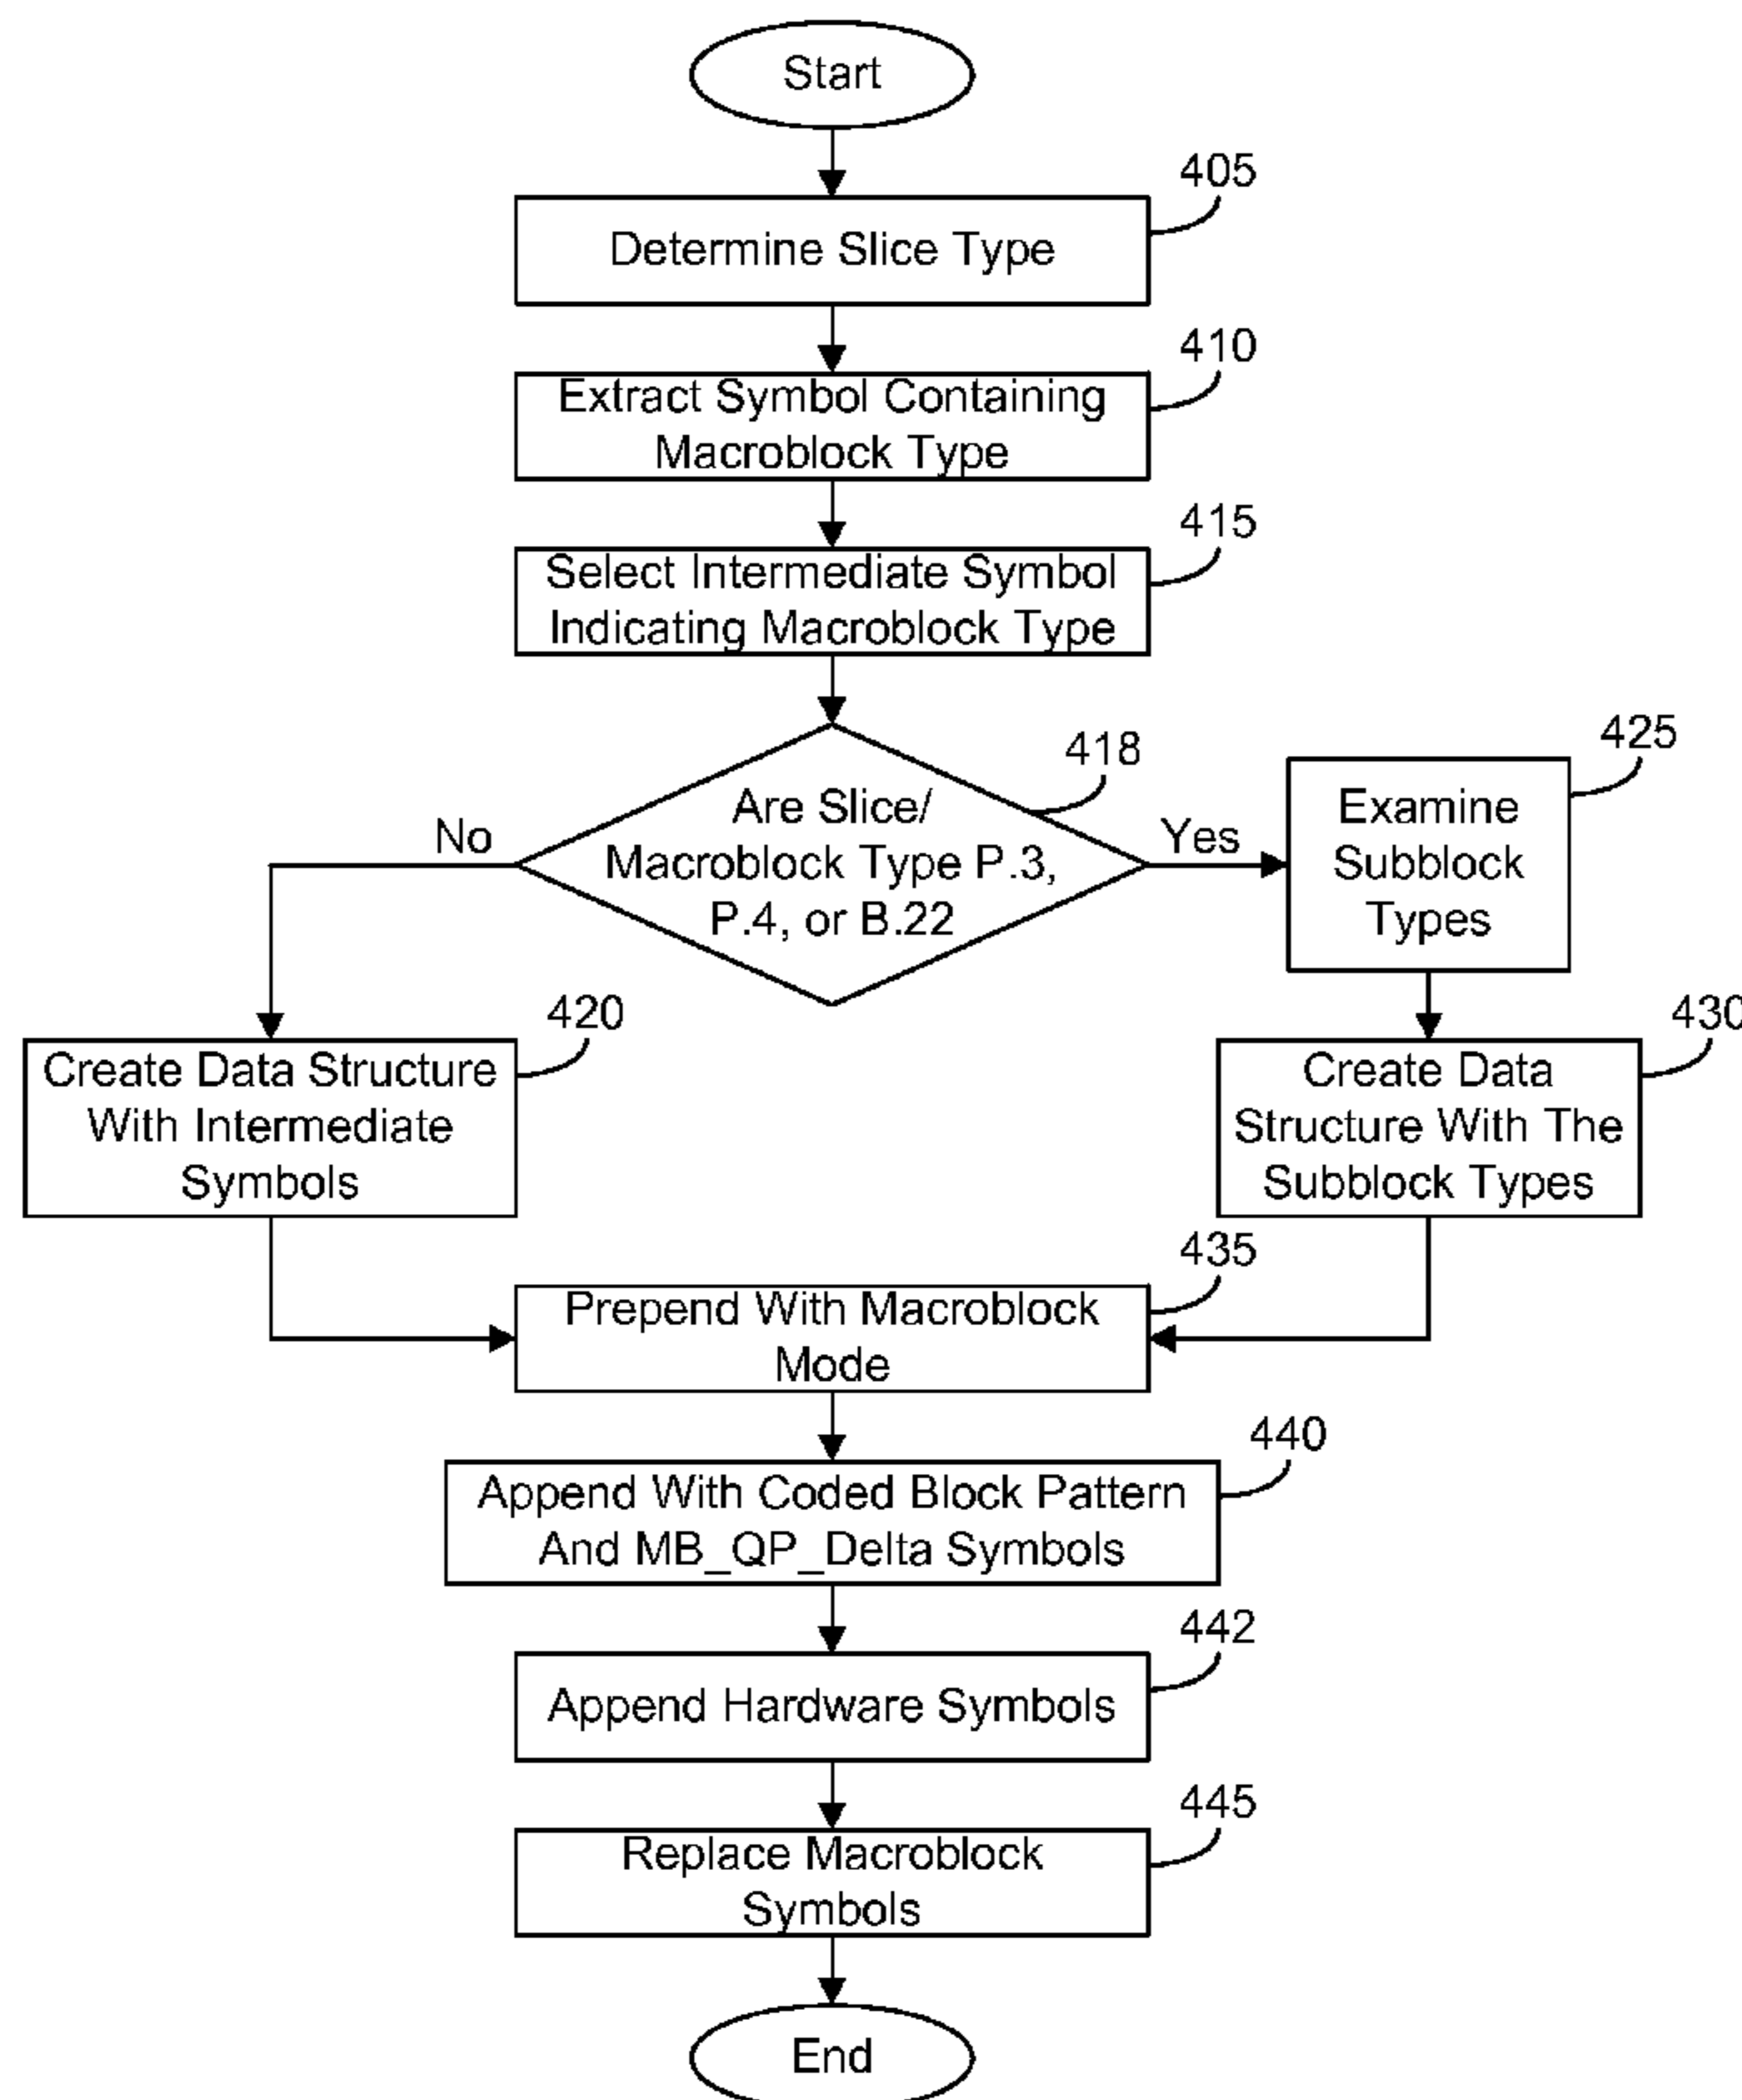 Start
405
Determine Slice Type
410
Extract Symbol Containing
Macroblock Type
415
Select Intermediate Symbol
Indicating Macroblock Type
418
Are Slice/
Macroblock Type P.3,
P.4, or B.22
No
Yes
425
Examine
Subblock
Types
420
Create Data Structure
With Intermediate
Symbols
430
Create Data
Structure With The
Subblock Types
435
Prepend With Macroblock
Mode
440
Append With Coded Block Pattern
And MB_QP_Delta Symbols
442
Append Hardware Symbols
445
Replace Macroblock
Symbols
End